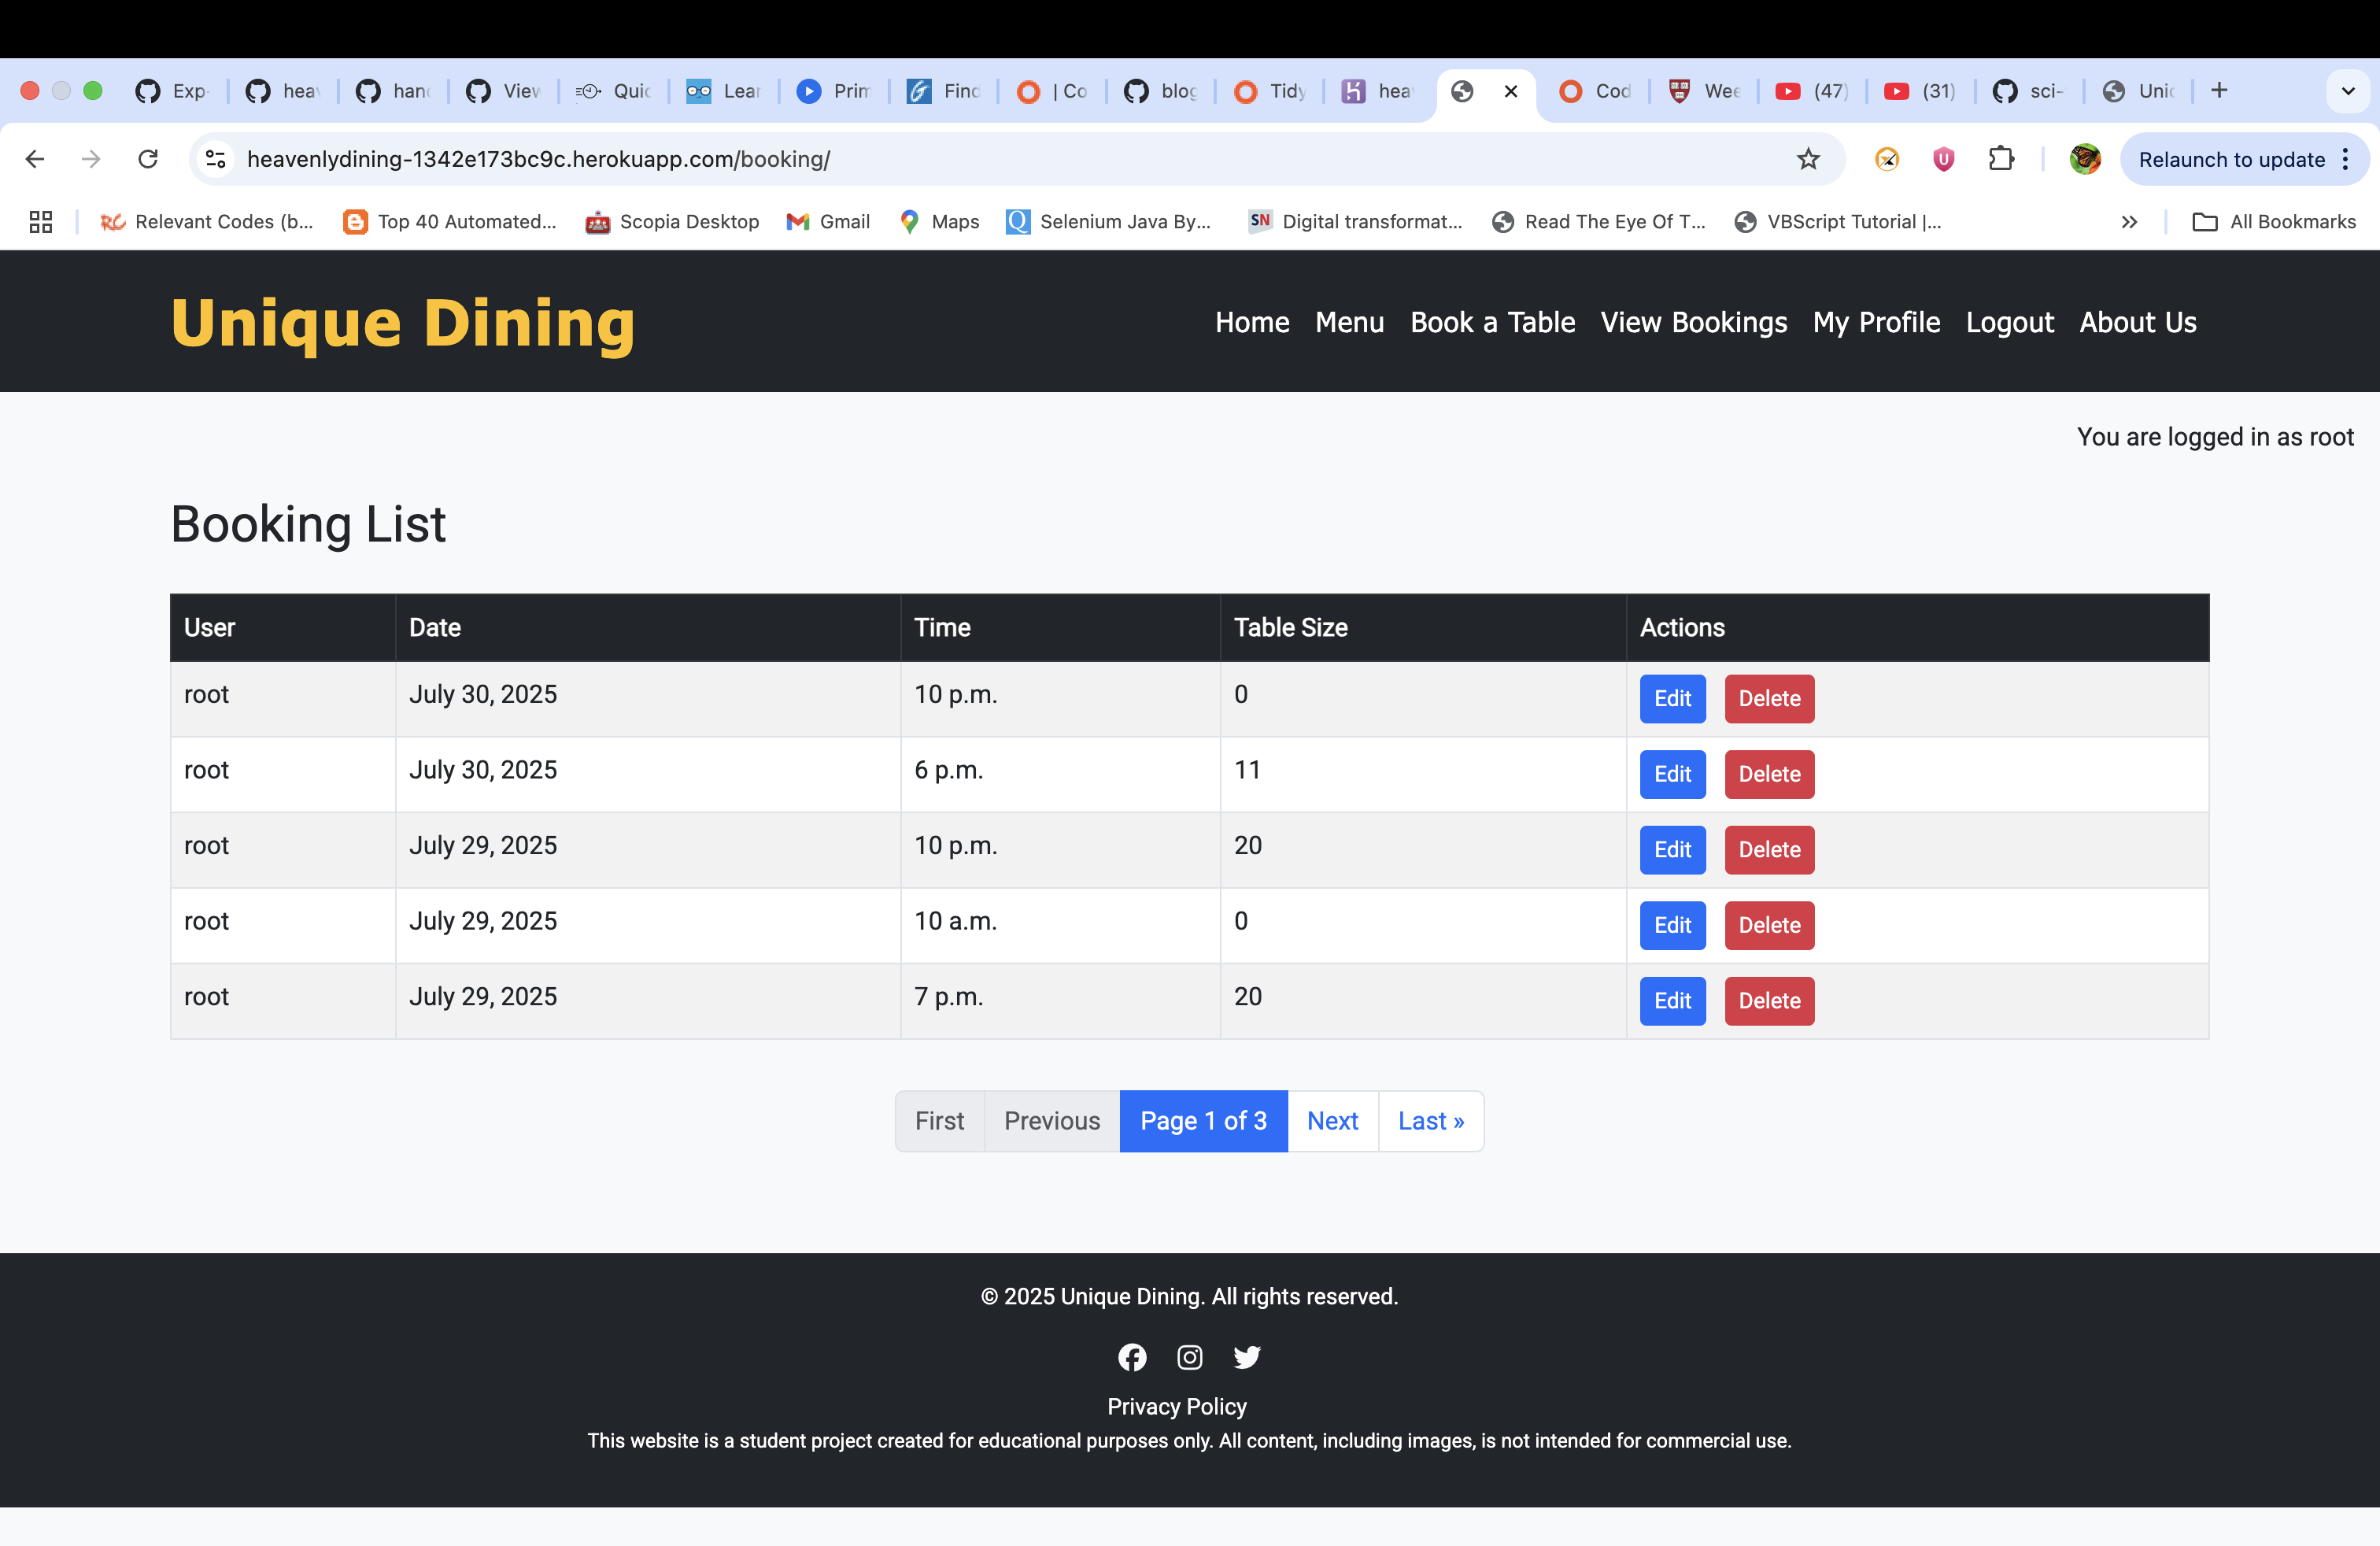 Exp
hea
han
View
Quic
Lear
Prim
Find
| Co
blog
Tidy
hea
Cod
Wee
(47)
(31)
sci-
Unic
heavenlydining-1342e173bc9c.herokuapp.com/booking/
Relaunch to update
Relevant Codes (b...
Top 40 Automated...
Scopia Desktop
Gmail
Maps
Selenium Java By...
SN Digital transformat...
Read The Eye Of T...
VBScript Tutorial |...
All Bookmarks
Unique Dining
Home Menu Book a Table View Bookings My Profile Logout About Us
You are logged in as root
Booking List
User Date Time Table Size Actions
root July 30, 2025 10 p.m. 0 Edit Delete
root July 30, 2025 6 p.m. 11 Edit Delete
root July 29, 2025 10 p.m. 20 Edit Delete
root July 29, 2025 10 a.m. 0 Edit Delete
root July 29, 2025 7 p.m. 20 Edit Delete
First Previous Page 1 of 3 Next Last »
© 2025 Unique Dining. All rights reserved.
Privacy Policy
This website is a student project created for educational purposes only. All content, including images, is not intended for commercial use.